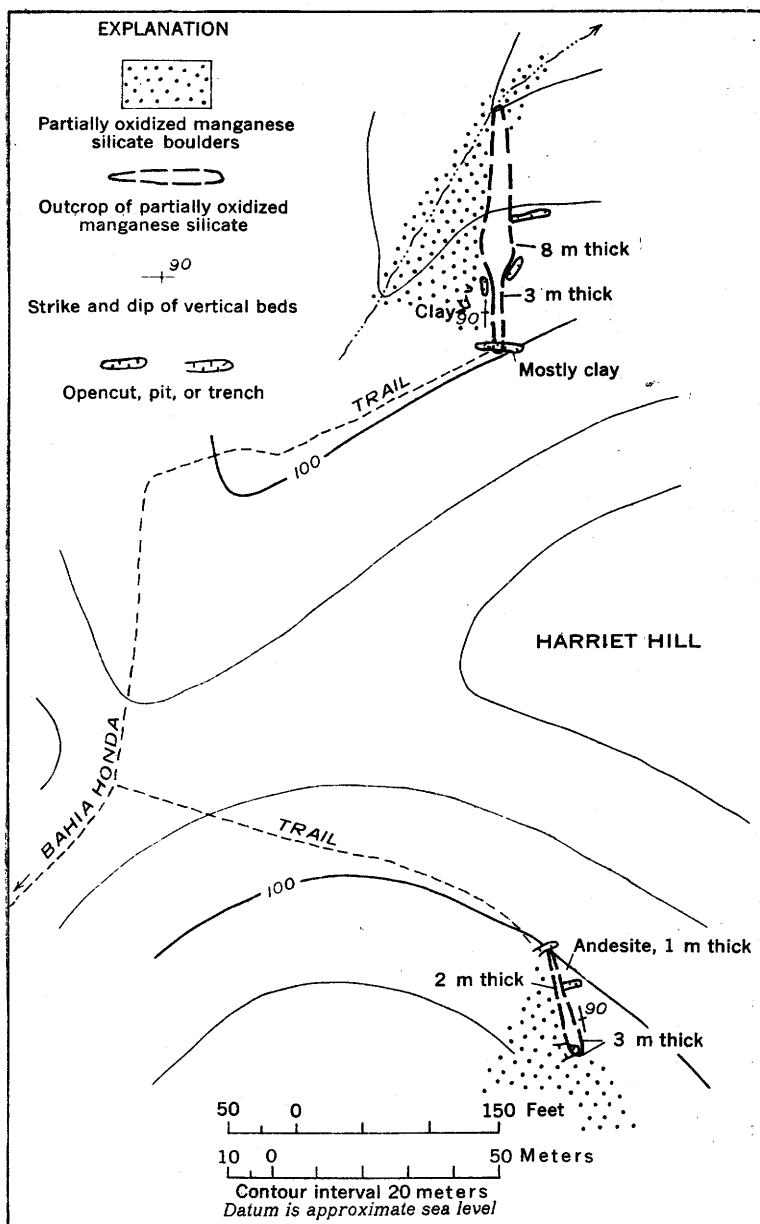 EXPLANATION
Partially oxidized manganese
silicate boulders
Outcrop of partially oxidized
manganese silicate
90
Strike and dip of vertical beds
Opencut, pit, or trench
8 m thick
3 m thick
Clay
90
Mostly clay
TRAIL
100
HARRIET HILL
BAHIA HONDA
TRAIL
100
Andesite, 1 m thick
2 m thick
90
3 m thick
50 0 150 Feet
10 0 50 Meters
Contour interval 20 meters
Datum is approximate sea level